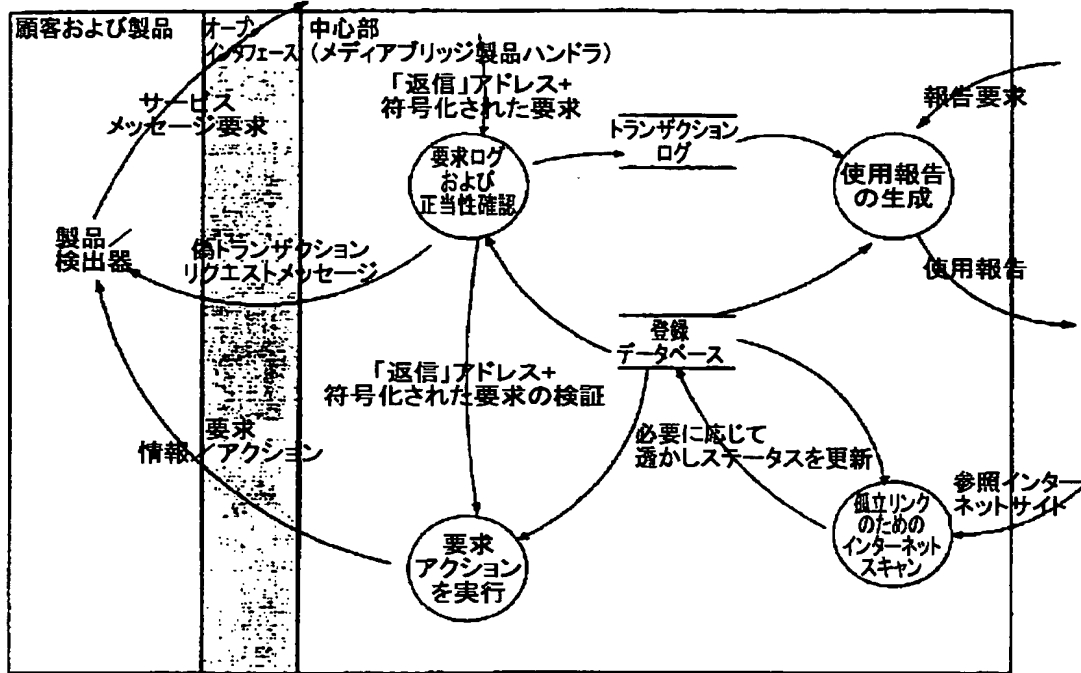 顧客および製品
オープン
インタフェース
中心部
(メディアブリッジ製品ハンドラ)
「返信」アドレス+
符号化された要求
サービス
メッセージ要求
トランザクション
ログ
報告要求
要求ログ
および
正当性確認
使用報告
の生成
製品/
検出器
偽トランザクション
リクエストメッセージ
使用報告
登録
データベース
「返信」アドレス+
符号化された要求の検証
要求
情報/アクション
必要に応じて
透かしステータスを更新
参照インター
ネットサイト
孤立リンク
のための
インターネット
スキャン
要求
アクション
を実行